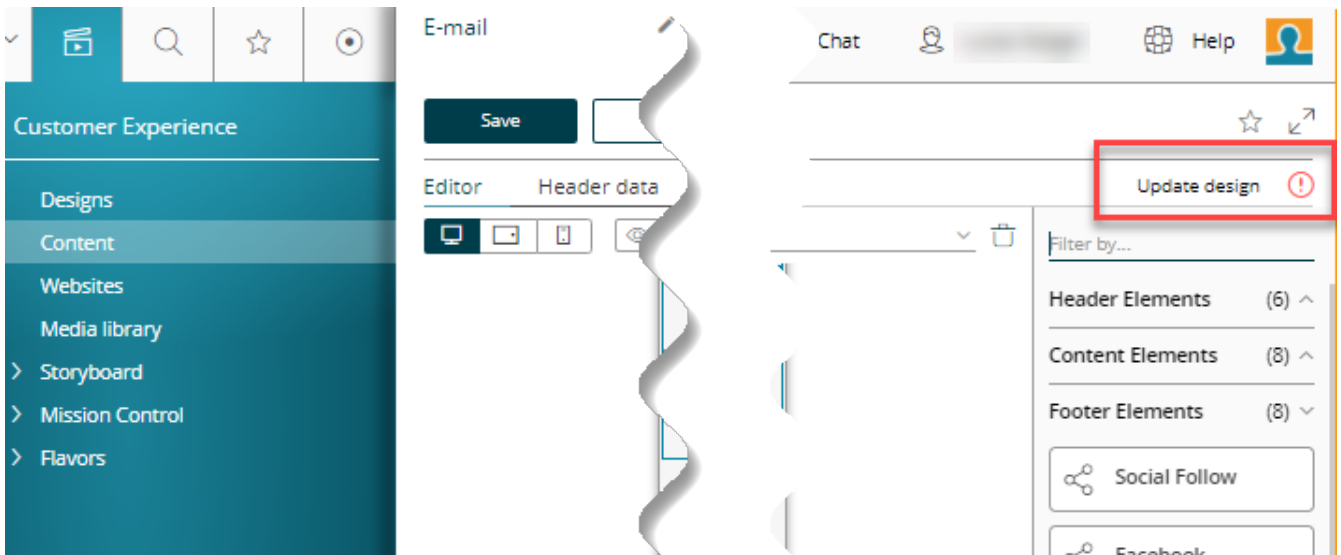 Customer Experience
Designs
Content
Websites
Media library
Storyboard
Mission Control
Flavors
E-mail
Save
Editor
Header data
Chat
Help
Update design
Filter by...
Header Elements (6)
Content Elements (8)
Footer Elements (8)
Social Follow
Facebook